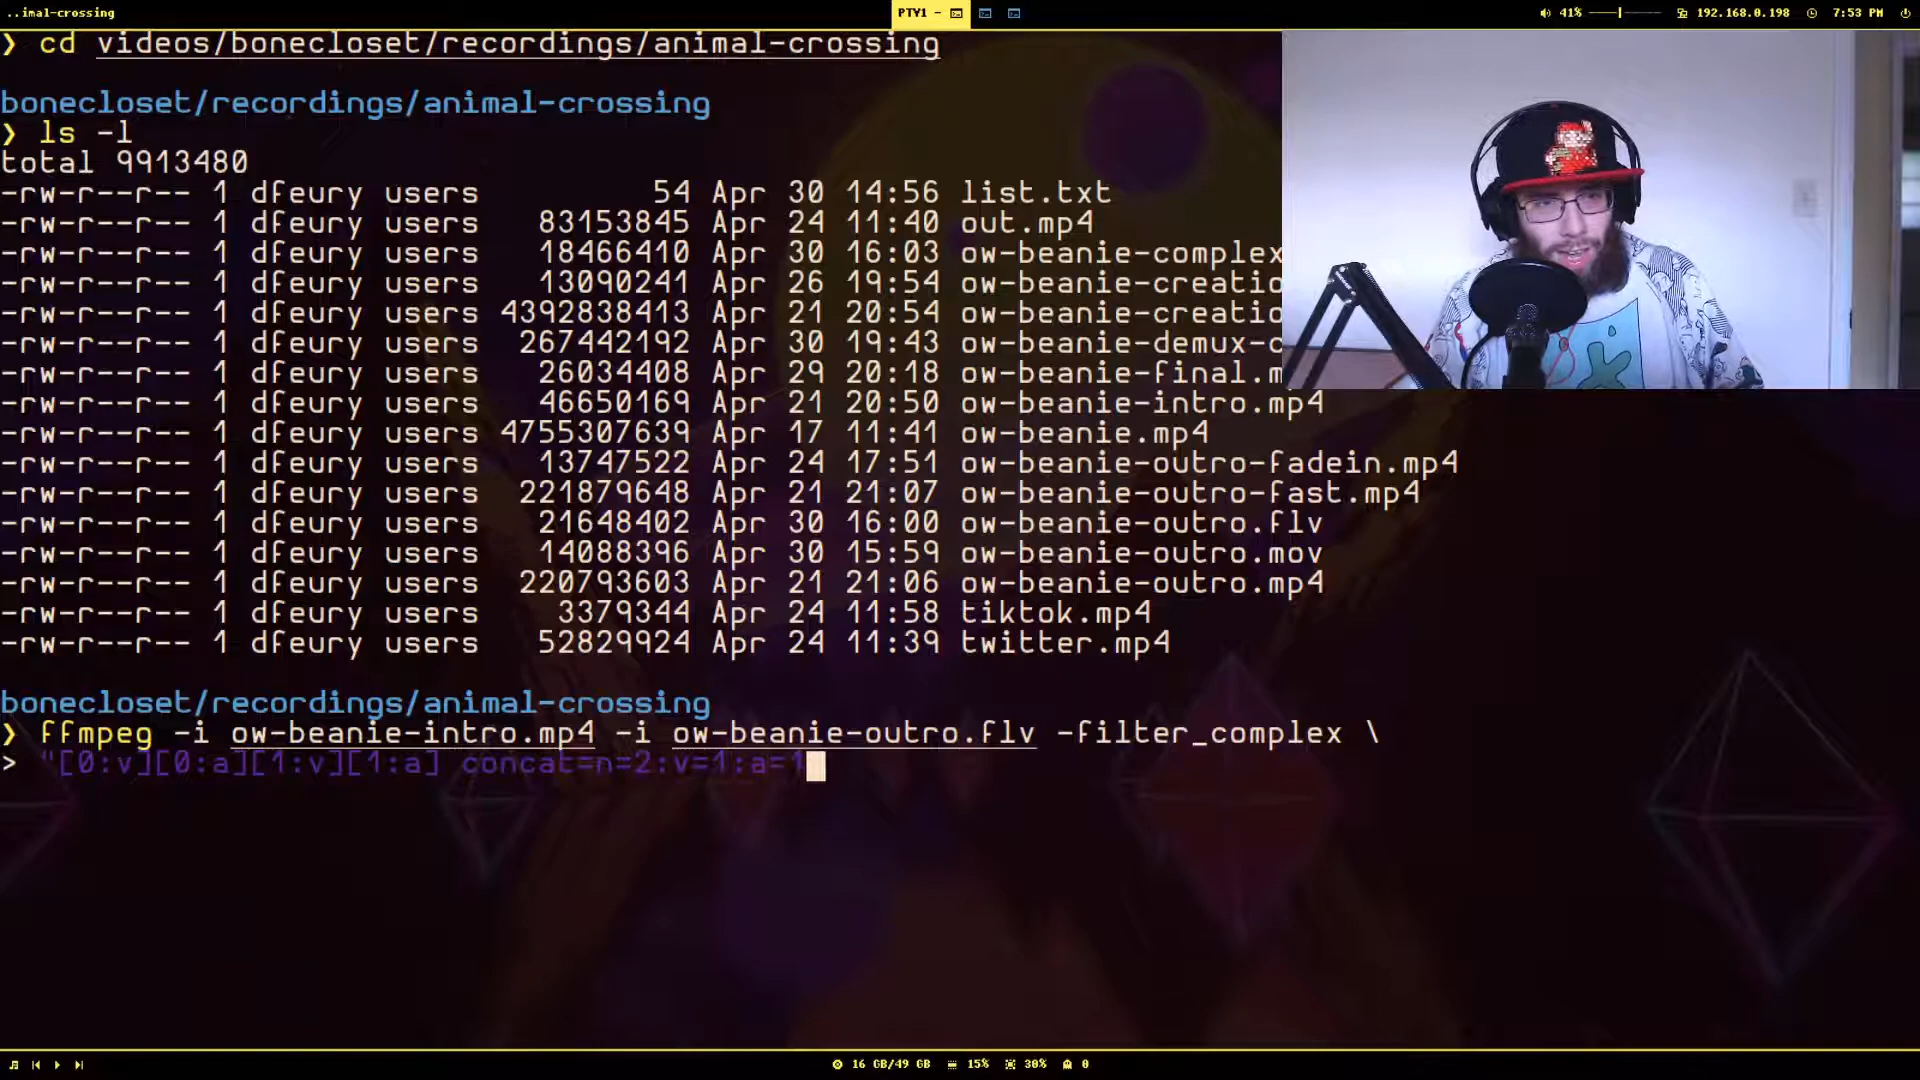 ..imal-crossing
PTY1 -
41%
192.168.0.198
7:53 PM
❯ cd videos/bonecloset/recordings/animal-crossing
bonecloset/recordings/animal-crossing
❯ ls -l
total 9913480
-rw-r--r-- 1 dfeury users 54 Apr 30 14:56 list.txt
-rw-r--r-- 1 dfeury users 83153845 Apr 24 11:40 out.mp4
-rw-r--r-- 1 dfeury users 18466410 Apr 30 16:03 ow-beanie-complex
-rw-r--r-- 1 dfeury users 13090241 Apr 26 19:54 ow-beanie-creatio
-rw-r--r-- 1 dfeury users 4392838413 Apr 21 20:54 ow-beanie-creatio
-rw-r--r-- 1 dfeury users 267442192 Apr 30 19:43 ow-beanie-demux-c
-rw-r--r-- 1 dfeury users 26034408 Apr 29 20:18 ow-beanie-final.m
-rw-r--r-- 1 dfeury users 46650169 Apr 21 20:50 ow-beanie-intro.mp4
-rw-r--r-- 1 dfeury users 4755307639 Apr 17 11:41 ow-beanie.mp4
-rw-r--r-- 1 dfeury users 13747522 Apr 24 17:51 ow-beanie-outro-fadein.mp4
-rw-r--r-- 1 dfeury users 221879648 Apr 21 21:07 ow-beanie-outro-fast.mp4
-rw-r--r-- 1 dfeury users 21648402 Apr 30 16:00 ow-beanie-outro.flv
-rw-r--r-- 1 dfeury users 14088396 Apr 30 15:59 ow-beanie-outro.mov
-rw-r--r-- 1 dfeury users 220793603 Apr 21 21:06 ow-beanie-outro.mp4
-rw-r--r-- 1 dfeury users 3379344 Apr 24 11:58 tiktok.mp4
-rw-r--r-- 1 dfeury users 52829924 Apr 24 11:39 twitter.mp4
bonecloset/recordings/animal-crossing
❯ ffmpeg -i ow-beanie-intro.mp4 -i ow-beanie-outro.flv -filter_complex \
> "[0:v][0:a][1:v][1:a] concat=n=2:v=1:a=1
16 GB/49 GB
15%
30%
0